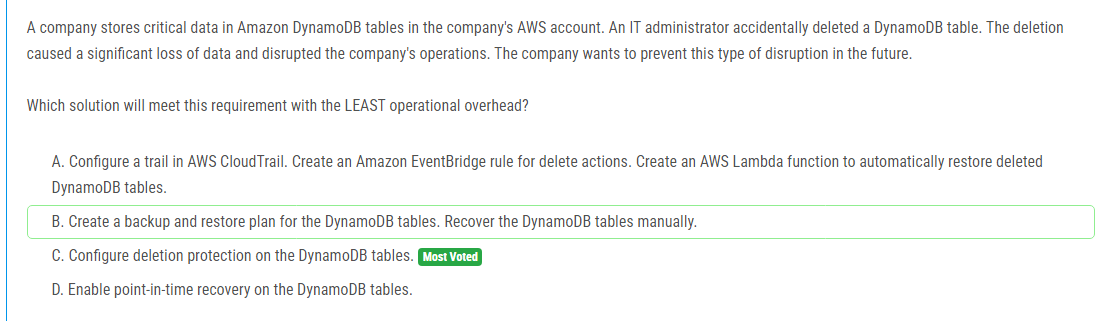 A company stores critical data in Amazon DynamoDB tables in the company's AWS account. An IT administrator accidentally deleted a DynamoDB table. The deletion
caused a significant loss of data and disrupted the company's operations. The company wants to prevent this type of disruption in the future.
Which solution will meet this requirement with the LEAST operational overhead?
A. Configure a trail in AWS CloudTrail. Create an Amazon EventBridge rule for delete actions. Create an AWS Lambda function to automatically restore deleted
DynamoDB tables.
B. Create a backup and restore plan for the DynamoDB tables. Recover the DynamoDB tables manually.
C. Configure deletion protection on the DynamoDB tables. Most Voted
D. Enable point-in-time recovery on the DynamoDB tables.